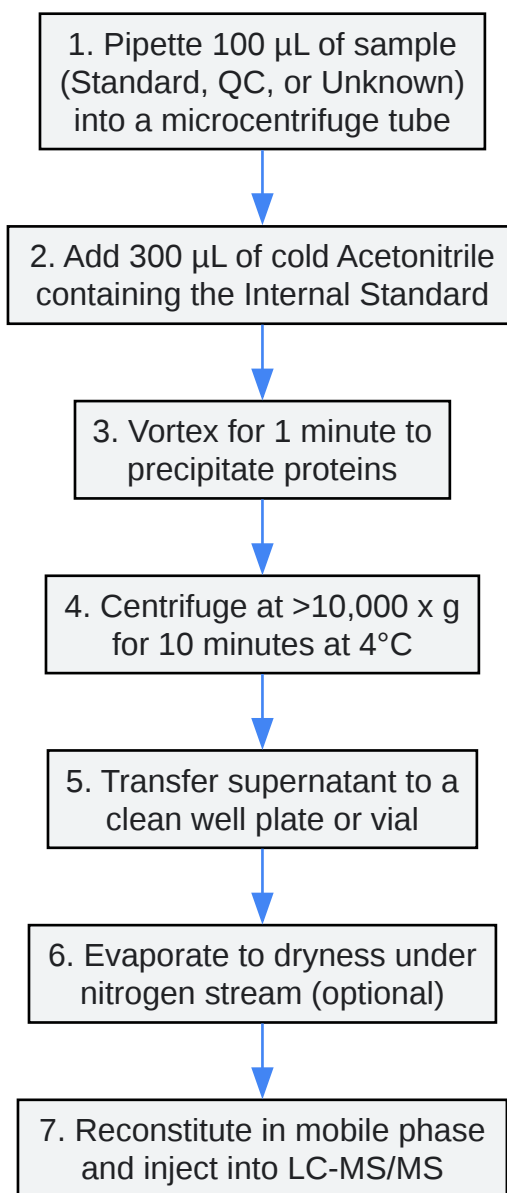 1. Pipette 100 µL of sample
(Standard, QC, or Unknown)
into a microcentrifuge tube
2. Add 300 µL of cold Acetonitrile
containing the Internal Standard
3. Vortex for 1 minute to
precipitate proteins
4. Centrifuge at >10,000 x g
for 10 minutes at 4°C
5. Transfer supernatant to a
clean well plate or vial
6. Evaporate to dryness under
nitrogen stream (optional)
7. Reconstitute in mobile phase
and inject into LC-MS/MS